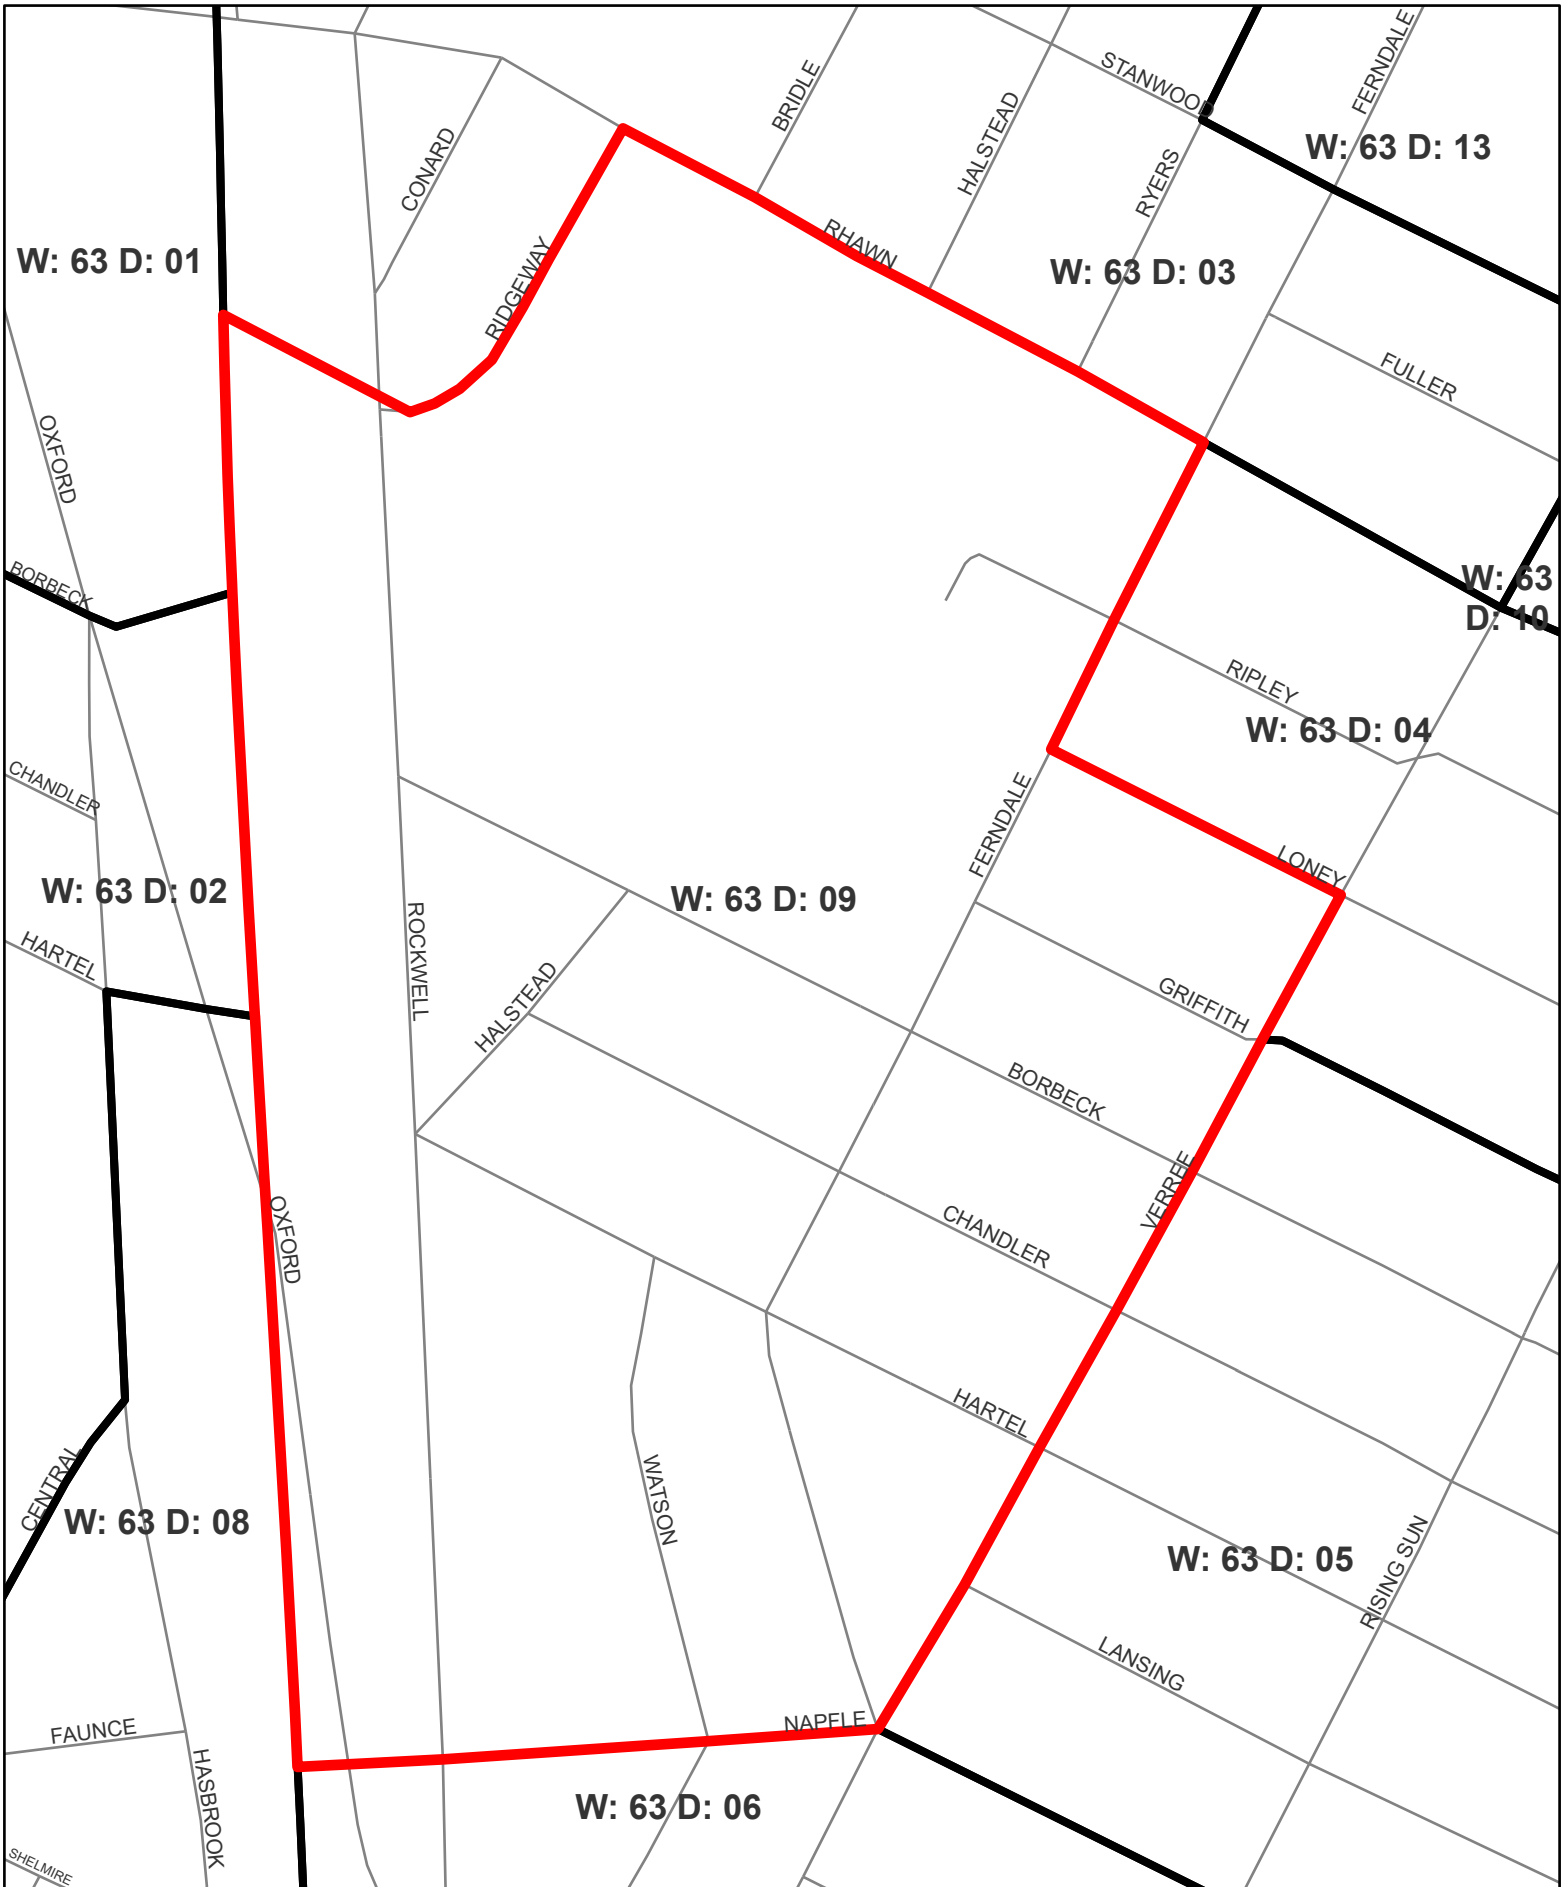 FERNDALE
STANWOOD
BRIDLE
HALSTEAD
CONARD
W: 63 D: 13
RYERS
RHAWN
W: 63 D: 01
W: 63 D: 03
RIDGEWAY
FULLER
OXFORD
BORBECK
W: 63
D: 10
RIPLEY
W: 63 D: 04
CHANDLER
FERNDALE
LONEY
W: 63 D: 02
W: 63 D: 09
ROCKWELL
HARTEL
HALSTEAD
GRIFFITH
BORBECK
VERREE
OXFORD
CHANDLER
HARTEL
CENTRAL
WATSON
W: 63 D: 08
W: 63 D: 05
RISING SUN
LANSING
NAPFLE
FAUNCE
HASBROOK
W: 63 D: 06
SHELMIRE